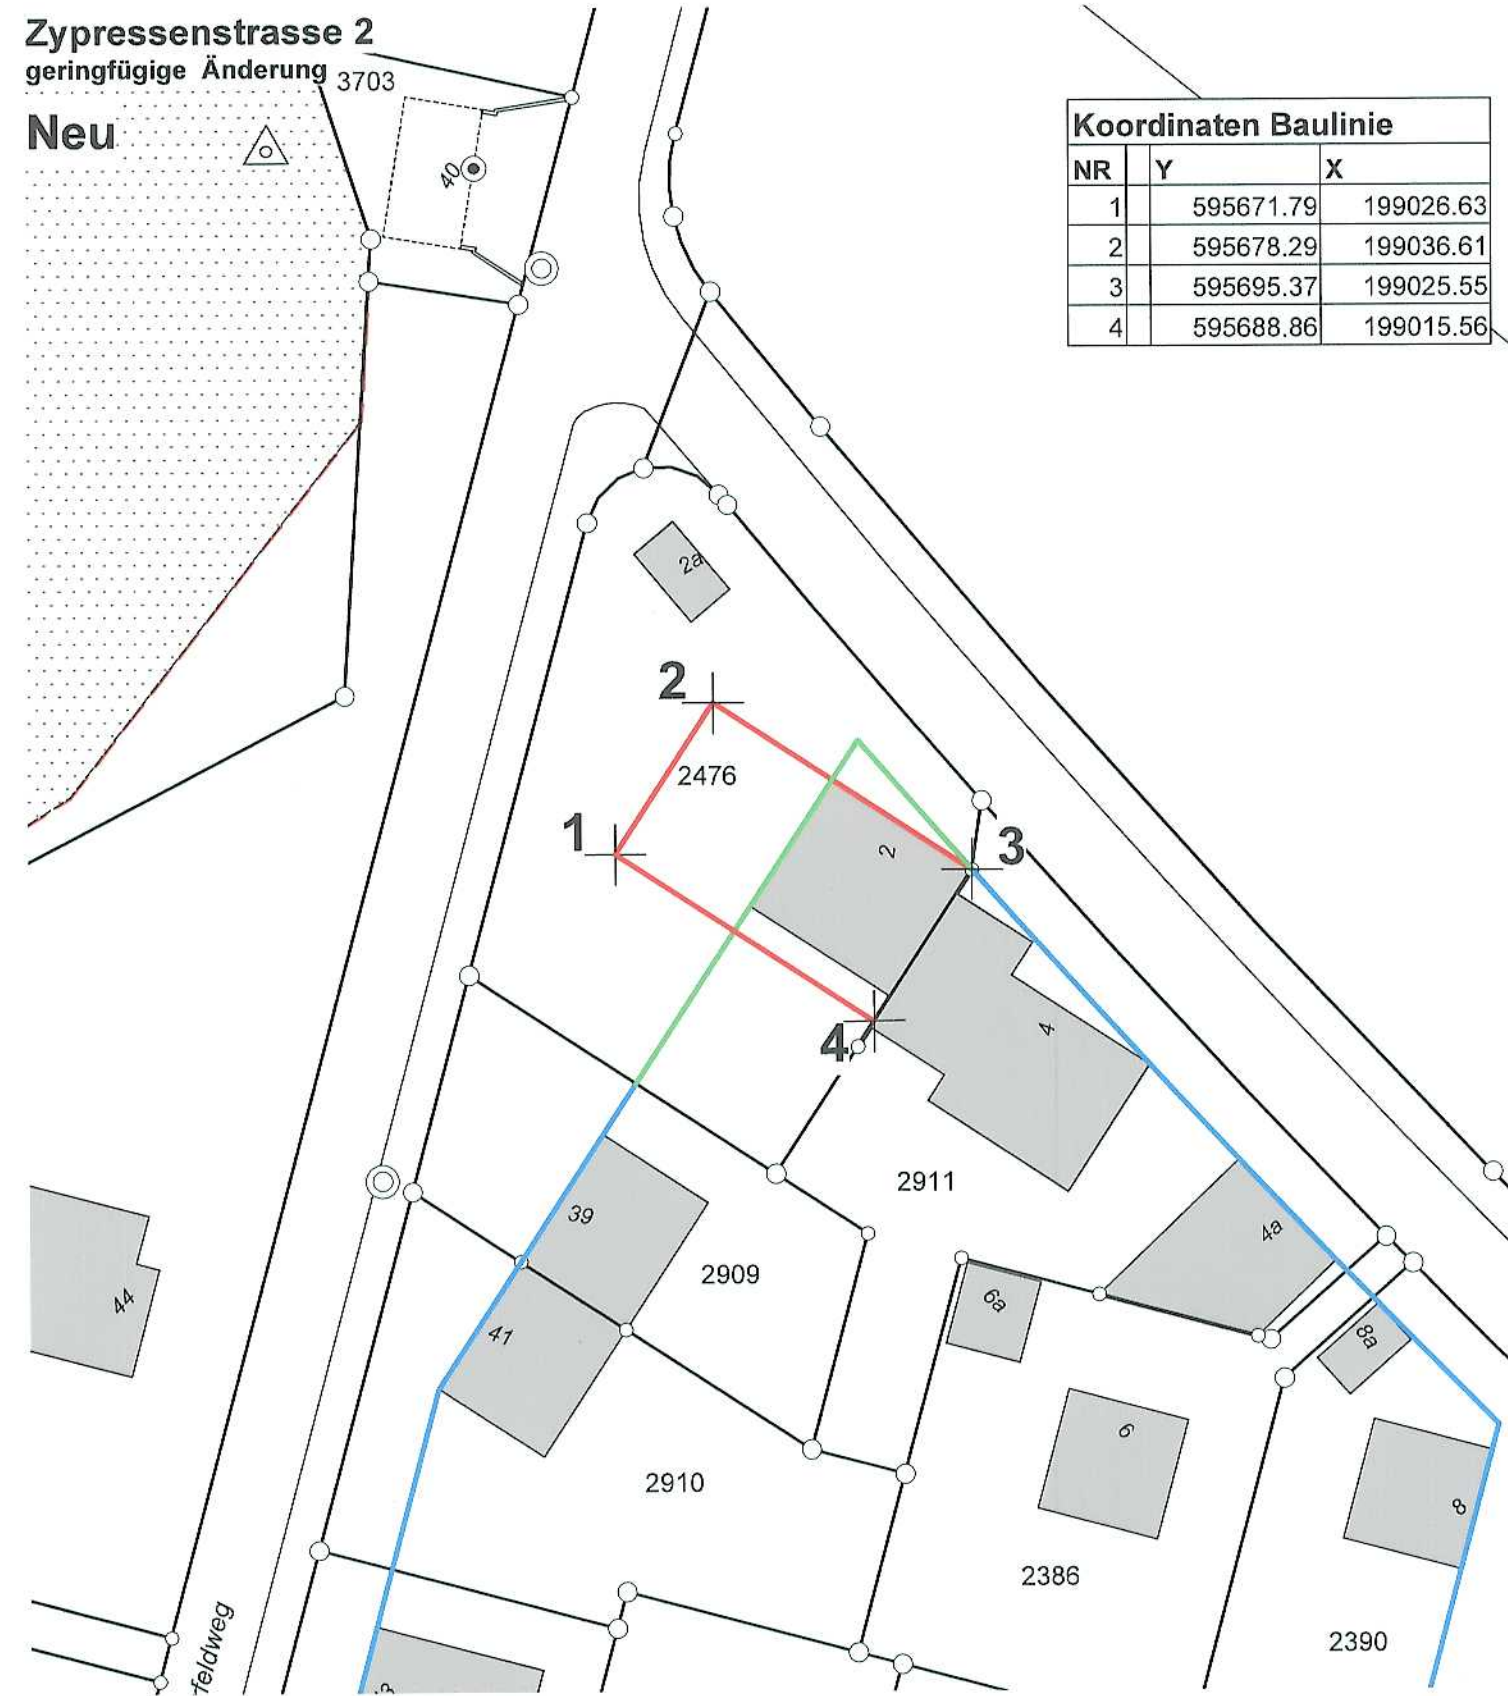 Zypressenstrasse 2
geringfügige Änderung
3703
Neu
40
Koordinaten Baulinie
NR Y X
1 595671.79 199026.63
2 595678.29 199036.61
3 595695.37 199025.55
4 595688.86 199015.56
2a
2
2476
1
2
3
4
4
2911
39
2909
4a
6a
44
41
8a
6
2910
8
2386
feldweg
2390